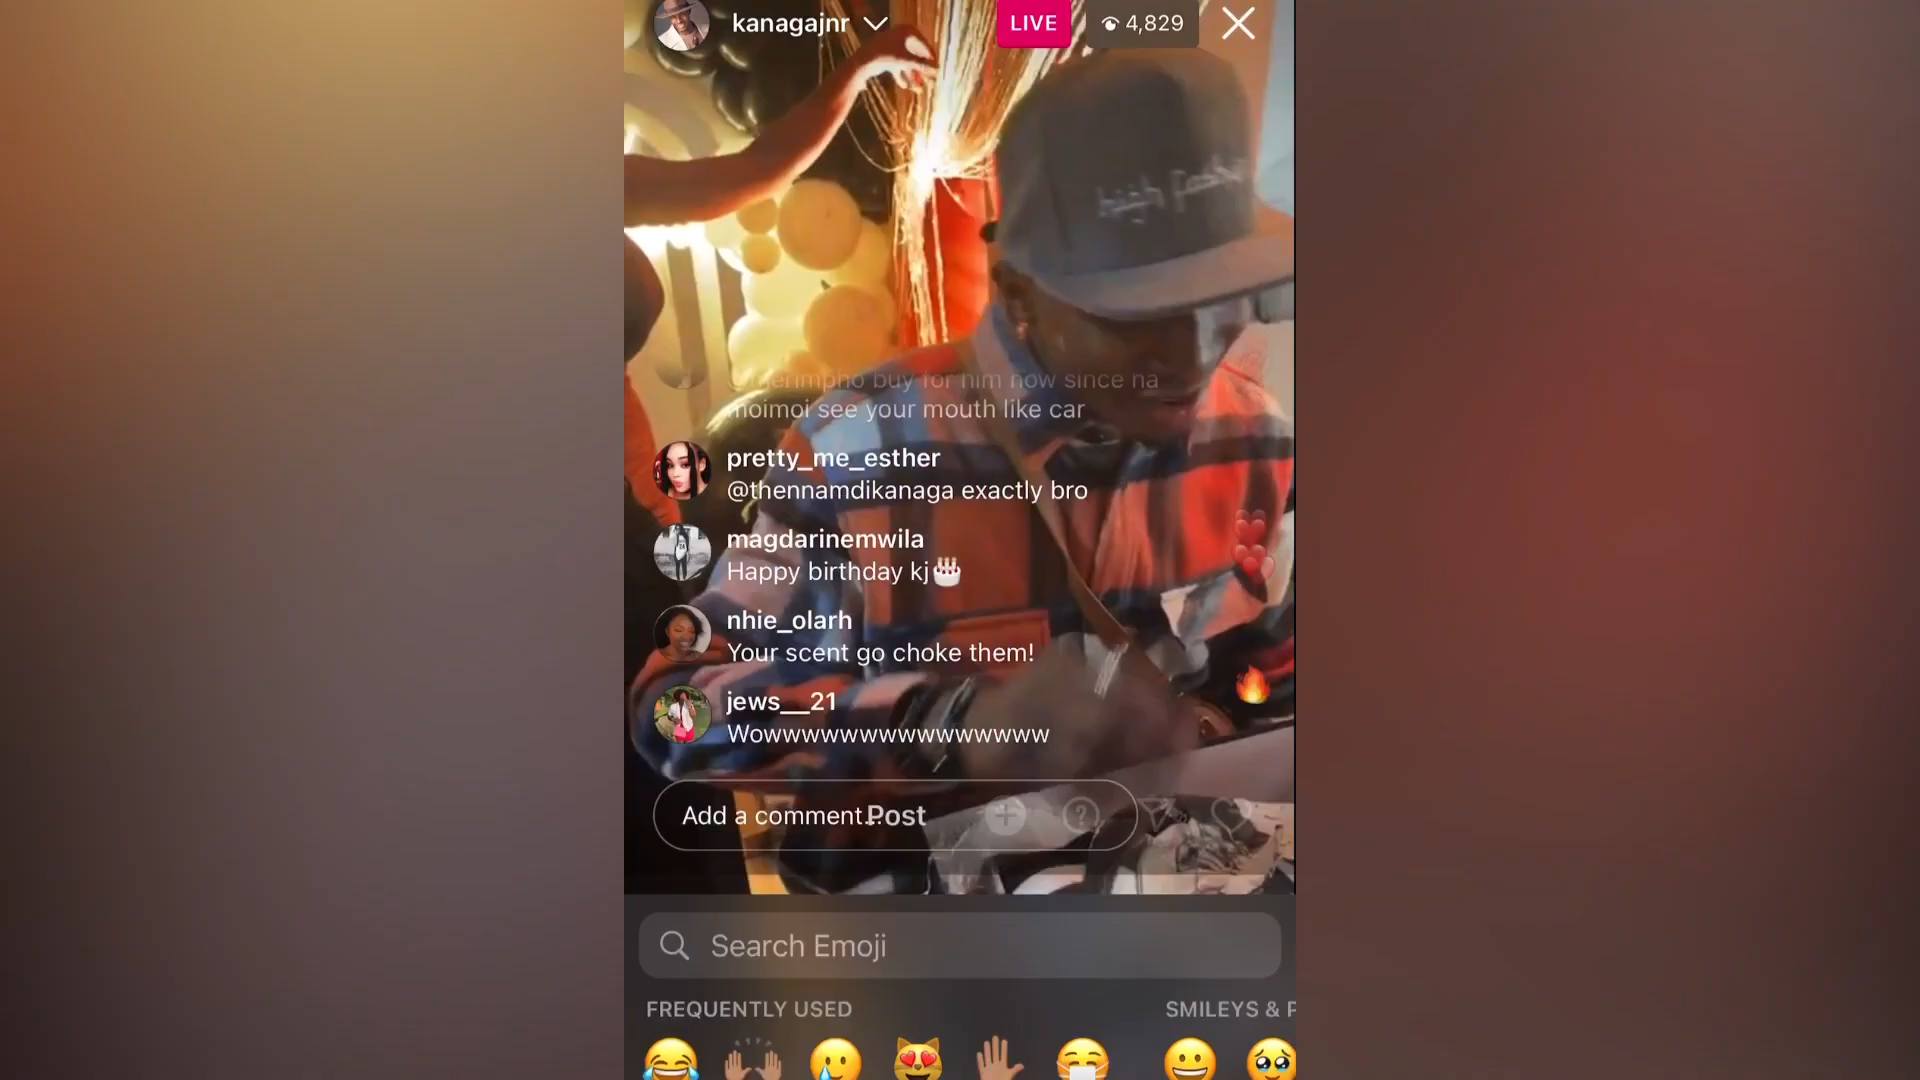 kanagajnr
LIVE
4,829
buy for him now since na
moimoi see your mouth like car
pretty_me_esther
@thennamdikanaga exactly bro
magdarinemwila
Happy birthday kj🎂
nhie_olarh
Your scent go choke them!
jews__21
Wowwwwwwwwwwwwwww
Add a comment...
Post
Search Emoji
FREQUENTLY USED
SMILEYS & P